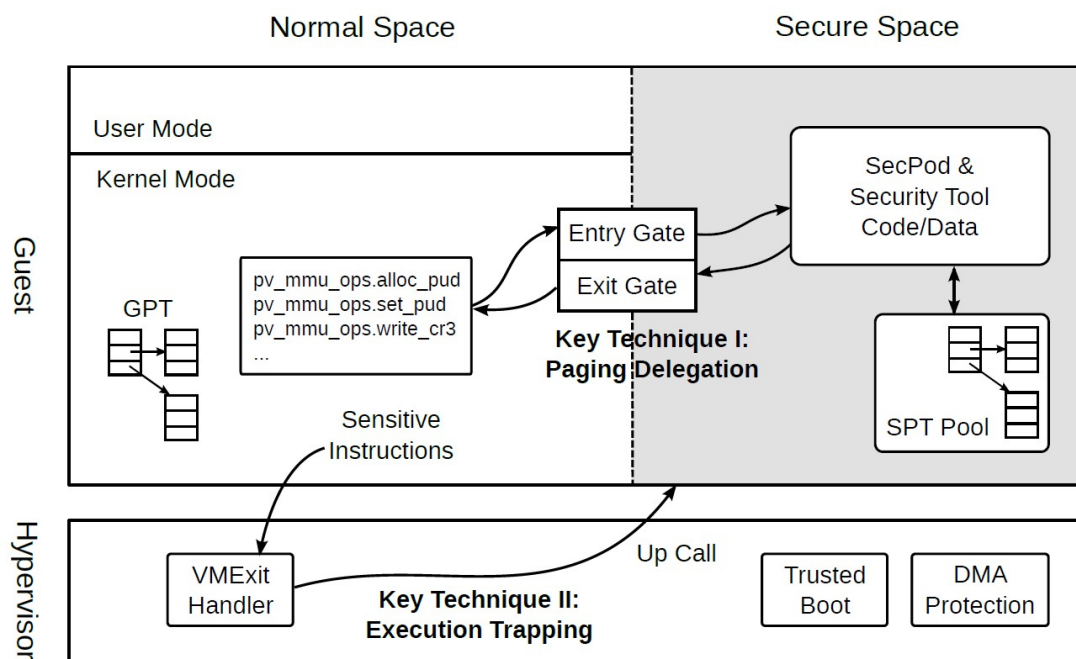 Normal Space
Secure Space
User Mode
Kernel Mode
Guest
GPT
pv_mmu_ops.alloc_pud
pv_mmu_ops.set_pud
pv_mmu_ops.write_cr3
...
Entry Gate
Exit Gate
SecPod &
Security Tool
Code/Data
Key Technique I:
Paging Delegation
SPT Pool
Sensitive
Instructions
Hypervisor
VMExit
Handler
Up Call
Key Technique II:
Execution Trapping
Trusted
Boot
DMA
Protection